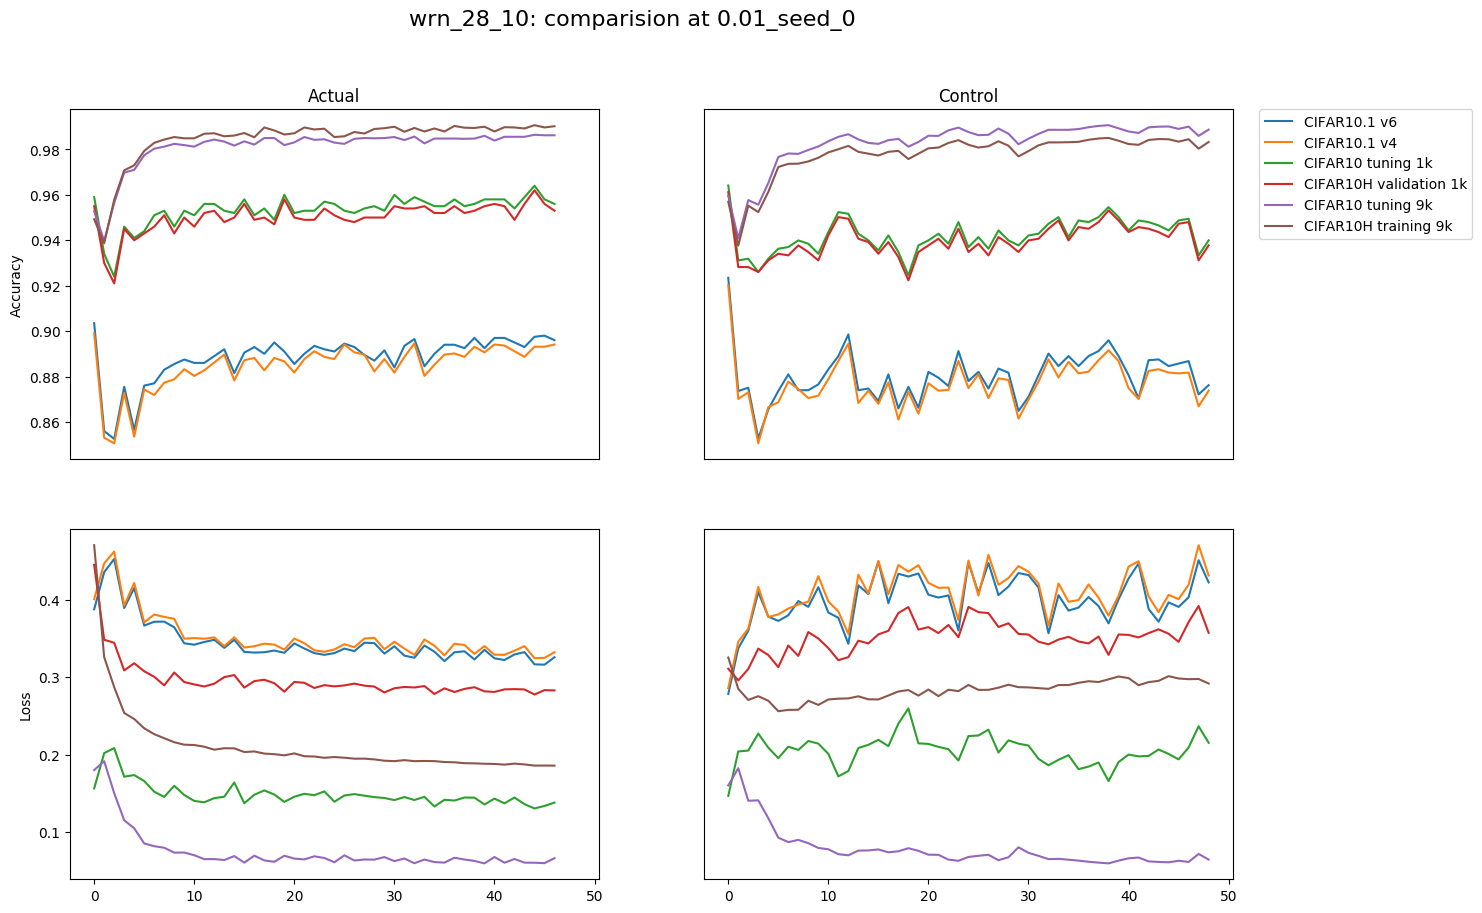 wrn_28_10: comparision at 0.01_seed_0
Actual
Control
Accuracy
0.98
0.96
0.94
0.92
0.90
0.88
0.86
CIFAR10.1 v6
CIFAR10.1 v4
CIFAR10 tuning 1k
CIFAR10H validation 1k
CIFAR10 tuning 9k
CIFAR10H training 9k
Loss
0.4
0.3
0.2
0.1
0 10 20 30 40 50
0 10 20 30 40 50